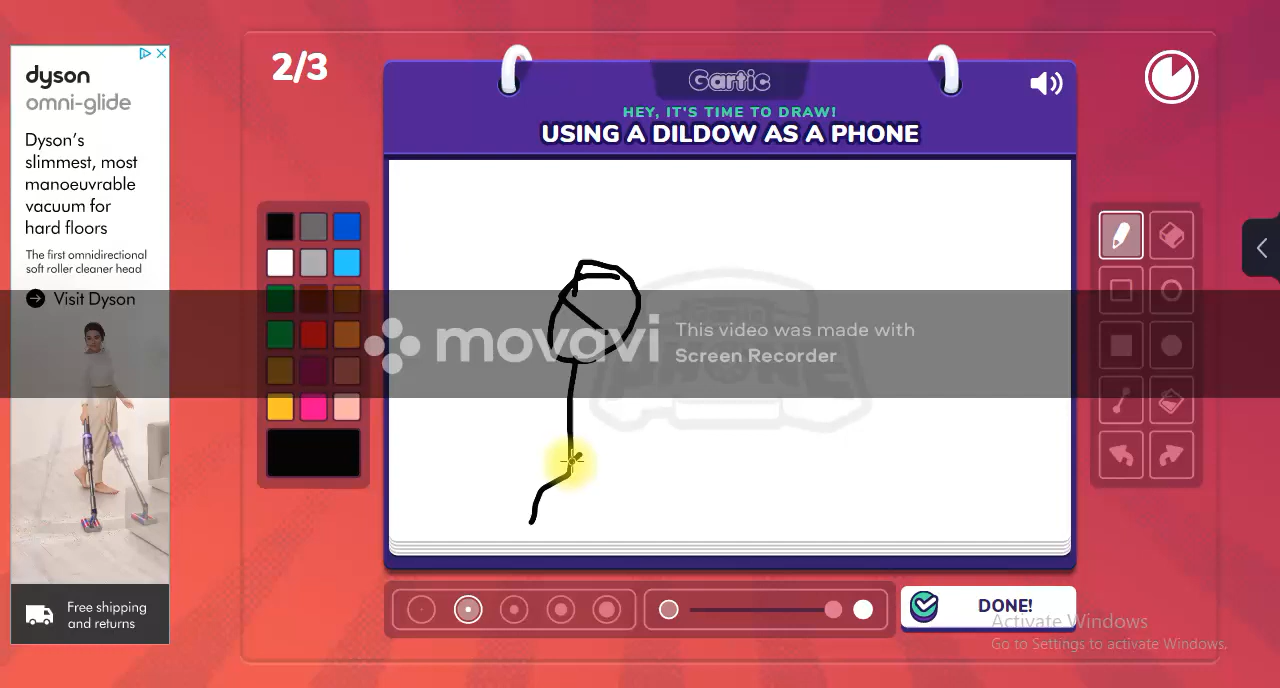 dyson
omni-glide
Dyson's
slimmest, most
manoeuvrable
vacuum for
hard floors
The first omnidirectional
soft roller cleaner head
Visit Dyson
Free shipping
and returns
2/3
Gartic
HEY, IT'S TIME TO DRAW!
USING A DILDOW AS A PHONE
movavi
This video was made with
Screen Recorder
PHONE
DONE!
Activate Windows
Go to Settings to activate Windows.